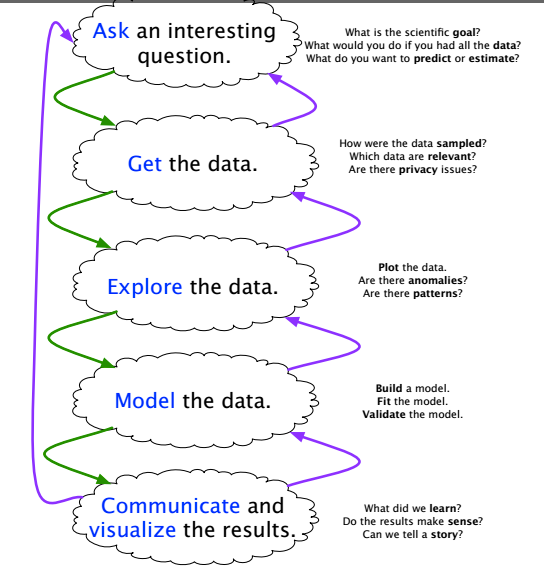 Ask an interesting
question.
What is the scientific goal?
What would you do if you had all the data?
What do you want to predict or estimate?
Get the data.
How were the data sampled?
Which data are relevant?
Are there privacy issues?
Explore the data.
Plot the data.
Are there anomalies?
Are there patterns?
Model the data.
Build a model.
Fit the model.
Validate the model.
Communicate and
visualize the results.
What did we learn?
Do the results make sense?
Can we tell a story?